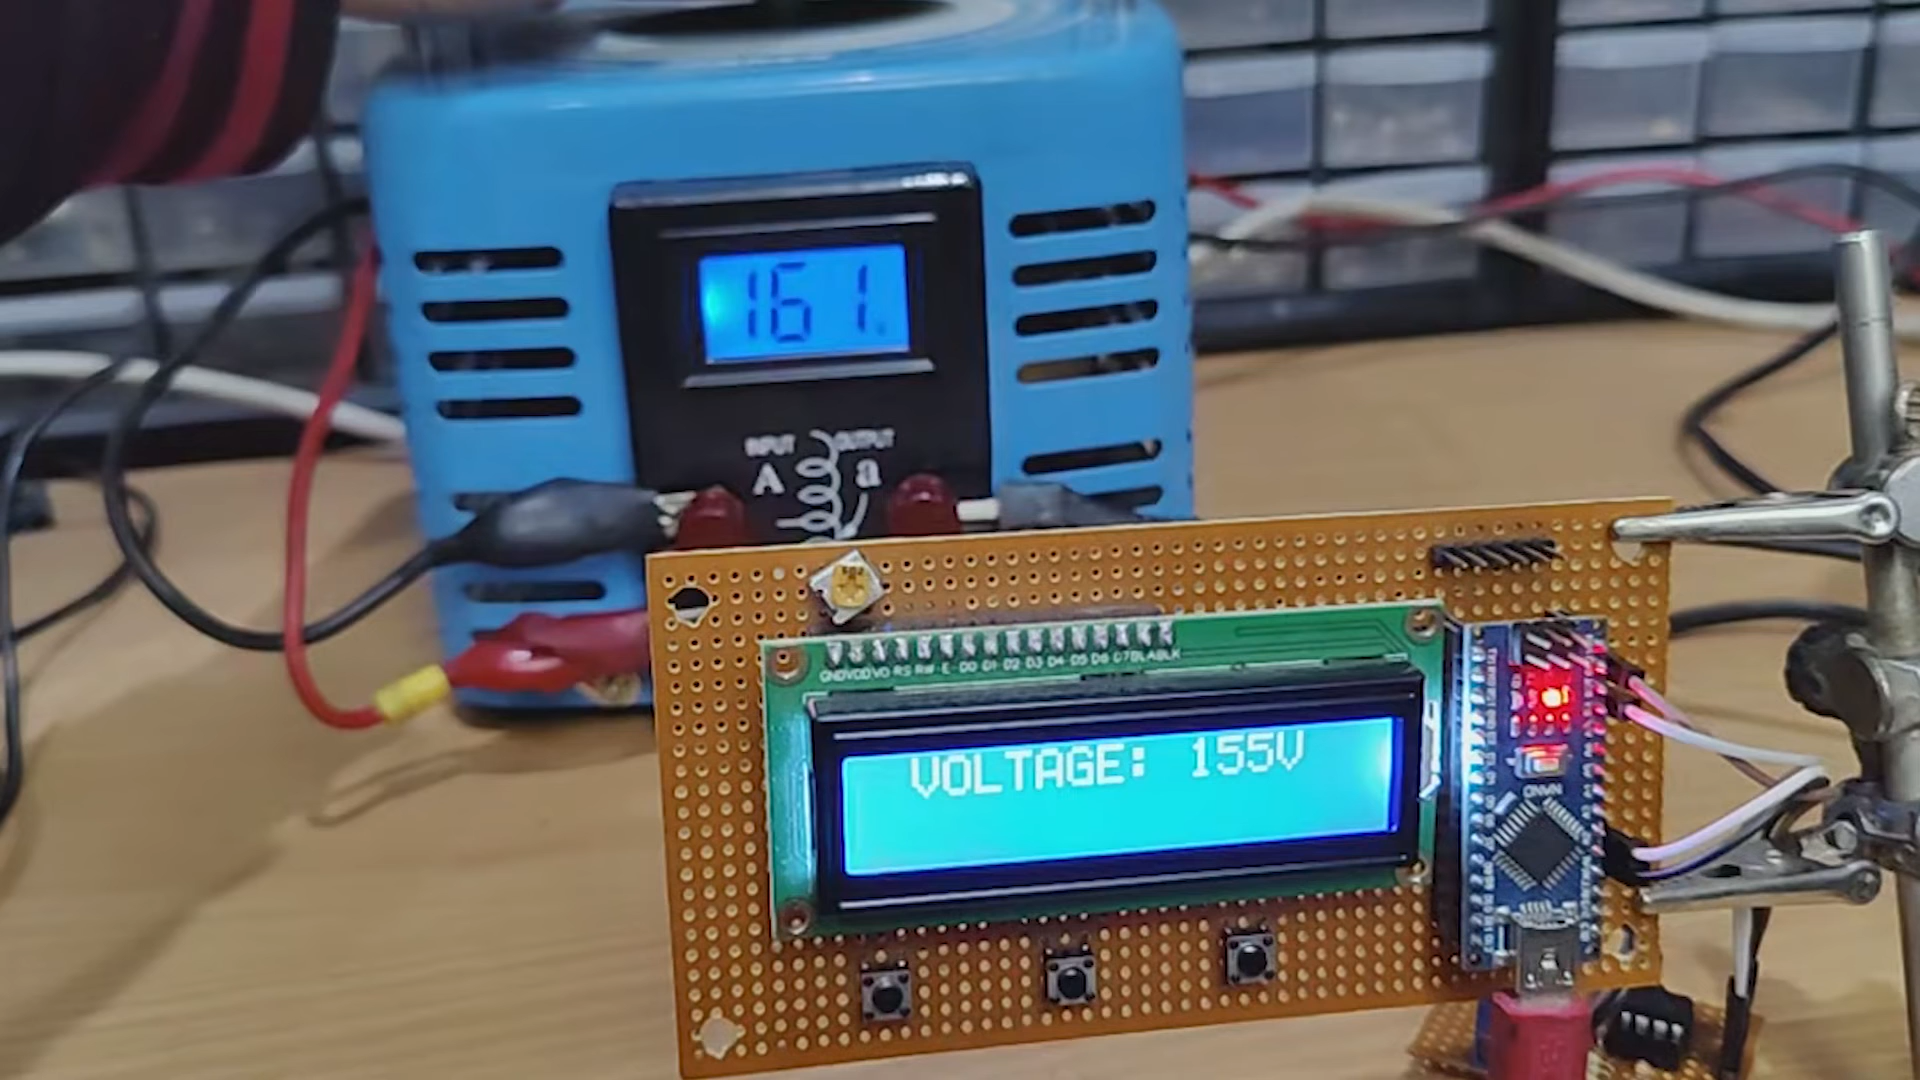 161.
INPUT OUTPUT
A a
GND VDD VO RS RW E D0 D1 D2 D3 D4 D5 D6 D7 BLA BLK
VOLTAGE: 155V
NANO